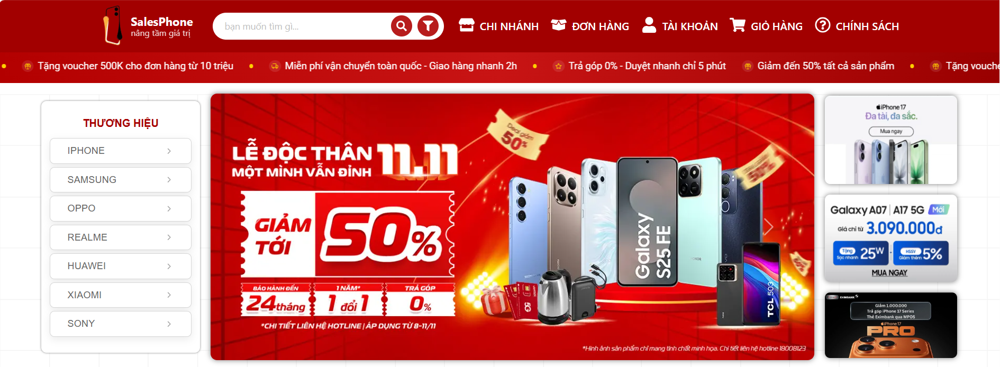 SalesPhone
nâng tầm giá trị
bạn muốn tìm gì...
CHI NHÁNH
ĐƠN HÀNG
TÀI KHOẢN
GIỎ HÀNG
CHÍNH SÁCH
Tặng voucher 500K cho đơn hàng từ 10 triệu
Miễn phí vận chuyển toàn quốc - Giao hàng nhanh 2h
Trả góp 0% - Duyệt nhanh chỉ 5 phút
Giảm đến 50% tất cả sản phẩm
Tặng vouche
THƯƠNG HIỆU
IPHONE
SAMSUNG
OPPO
REALME
HUAWEI
XIAOMI
SONY
LỄ ĐỘC THÂN 11.11
MỘT MÌNH VẪN ĐỈNH
GIẢM TỚI 50%
BẢO HÀNH ĐẾN
24tháng
1 NĂM*
1 đổi 1
TRẢ GÓP
0%
*CHI TIẾT LIÊN HỆ HOTLINE | ÁP DỤNG TỪ 8-11/11
Deal giảm
50%
50%
Galaxy
S25 FE
HONOR
5G
TCL 503
*Hình ảnh sản phẩm chỉ mang tính chất minh họa. Chi tiết liên hệ hotline 18008123
iPhone 17
Đa tài, đa sắc.
Mua ngay
Galaxy A07 | A17 5G Mới
Giá chỉ từ 3.090.000đ
Tặng
Sạc nhanh 25W
+
HSSV
Giảm thêm 5%
MUA NGAY
EXIMBANK
Giảm 1.000.000
Trả góp iPhone 17 Series
Thẻ Eximbank qua MPOS
iPhone 17
PRO